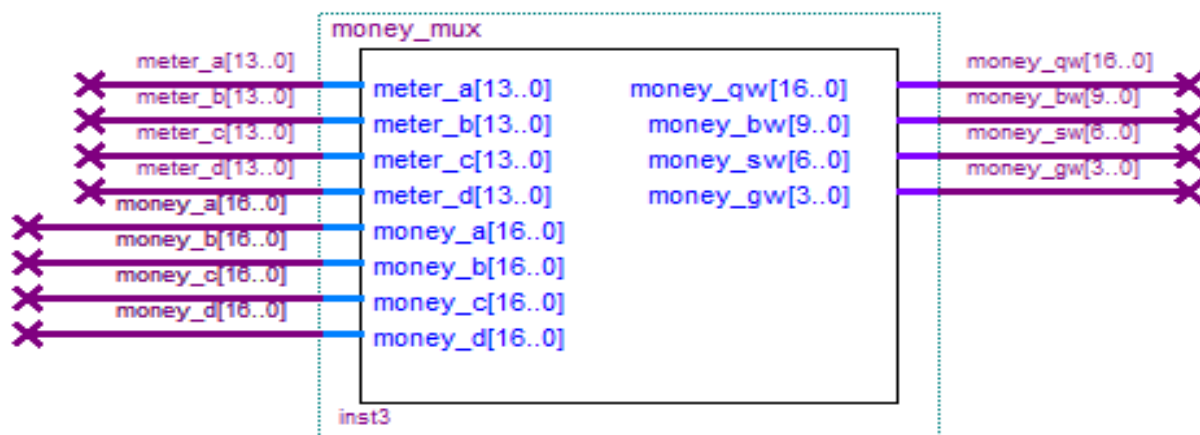 money_mux
meter_a[13..0]
meter_b[13..0]
meter_c[13..0]
meter_d[13..0]
money_a[16..0]
money_b[16..0]
money_c[16..0]
money_d[16..0]
meter_a[13..0]
meter_b[13..0]
meter_c[13..0]
meter_d[13..0]
money_a[16..0]
money_b[16..0]
money_c[16..0]
money_d[16..0]
money_qw[16..0]
money_bw[9..0]
money_sw[6..0]
money_gw[3..0]
money_qw[16..0]
money_bw[9..0]
money_sw[6..0]
money_gw[3..0]
inst3